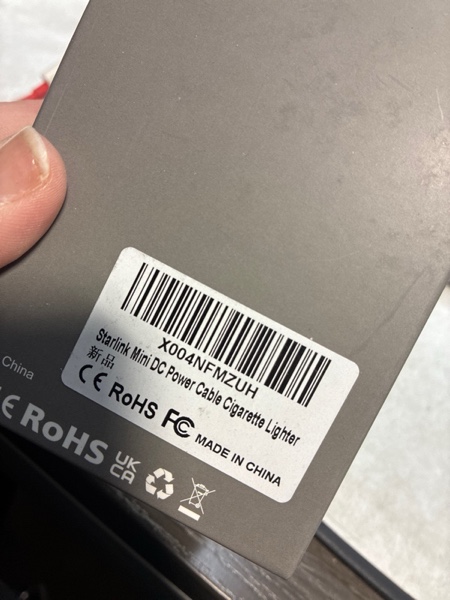 X004NFMZUH
Starlink Mini DC Power Cable Cigarette Lighter
新品
CE RoHS FC MADE IN CHINA
China
CE RoHS UK CA